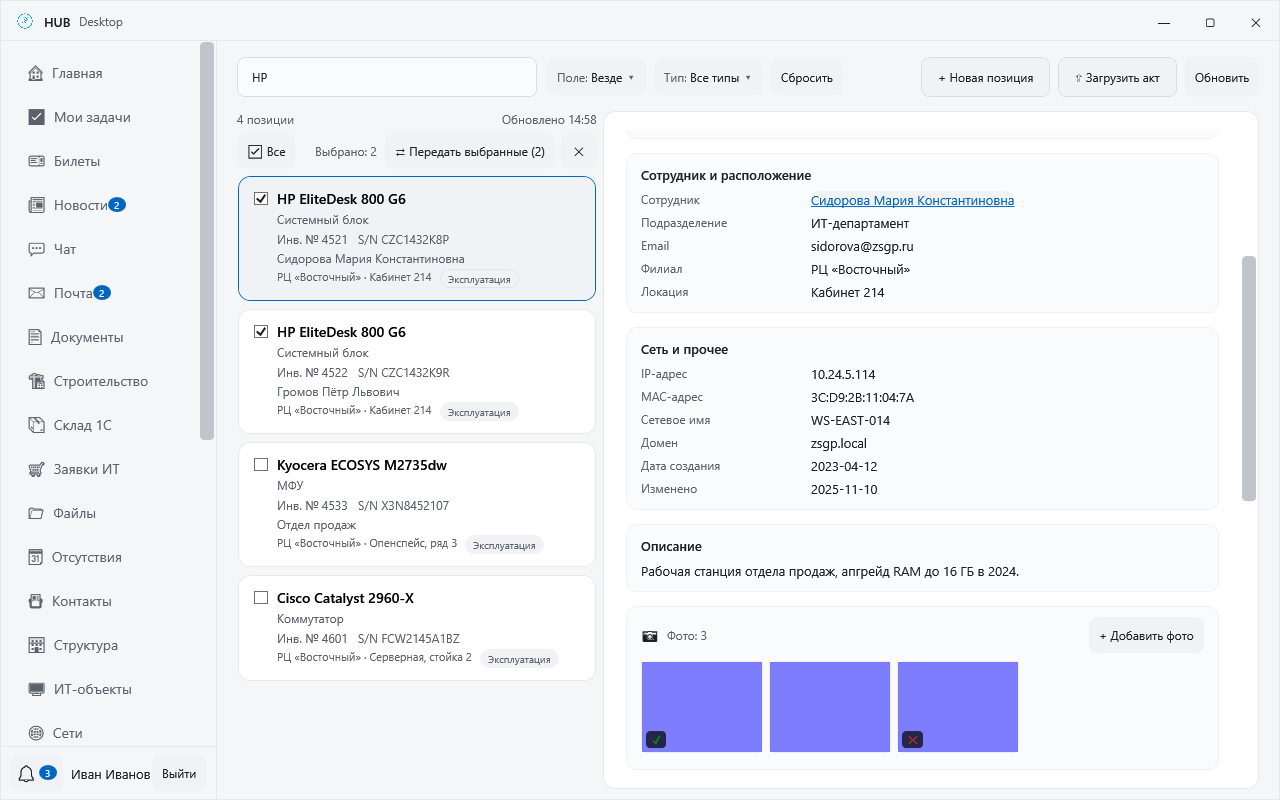 HUB Desktop
Главная
Мои задачи
Билеты
Новости 2
Чат
Почта 2
Документы
Строительство
Склад 1С
Заявки ИТ
Файлы
31 Отсутствия
Контакты
Структура
ИТ-объекты
Сети
3 Иван Иванов Выйти
HP
Поле: Везде ▾ Тип: Все типы ▾ Сбросить
+ Новая позиция ⇧ Загрузить акт Обновить
4 позиции Обновлено 14:58
Все Выбрано: 2 ⇄ Передать выбранные (2) ✕
HP EliteDesk 800 G6
Системный блок
Инв. № 4521 S/N CZC1432K8P
Сидорова Мария Константиновна
РЦ «Восточный» · Кабинет 214 Эксплуатация
HP EliteDesk 800 G6
Системный блок
Инв. № 4522 S/N CZC1432K9R
Громов Пётр Львович
РЦ «Восточный» · Кабинет 214 Эксплуатация
Kyocera ECOSYS M2735dw
МФУ
Инв. № 4533 S/N X3N8452107
Отдел продаж
РЦ «Восточный» · Опенспейс, ряд 3 Эксплуатация
Cisco Catalyst 2960-X
Коммутатор
Инв. № 4601 S/N FCW2145A1BZ
РЦ «Восточный» · Серверная, стойка 2 Эксплуатация
Сотрудник и расположение
Сотрудник Сидорова Мария Константиновна
Подразделение ИТ-департамент
Email sidorova@zsgp.ru
Филиал РЦ «Восточный»
Локация Кабинет 214
Сеть и прочее
IP-адрес 10.24.5.114
MAC-адрес 3C:D9:2B:11:04:7A
Сетевое имя WS-EAST-014
Домен zsgp.local
Дата создания 2023-04-12
Изменено 2025-11-10
Описание
Рабочая станция отдела продаж, апгрейд RAM до 16 ГБ в 2024.
Фото: 3 + Добавить фото